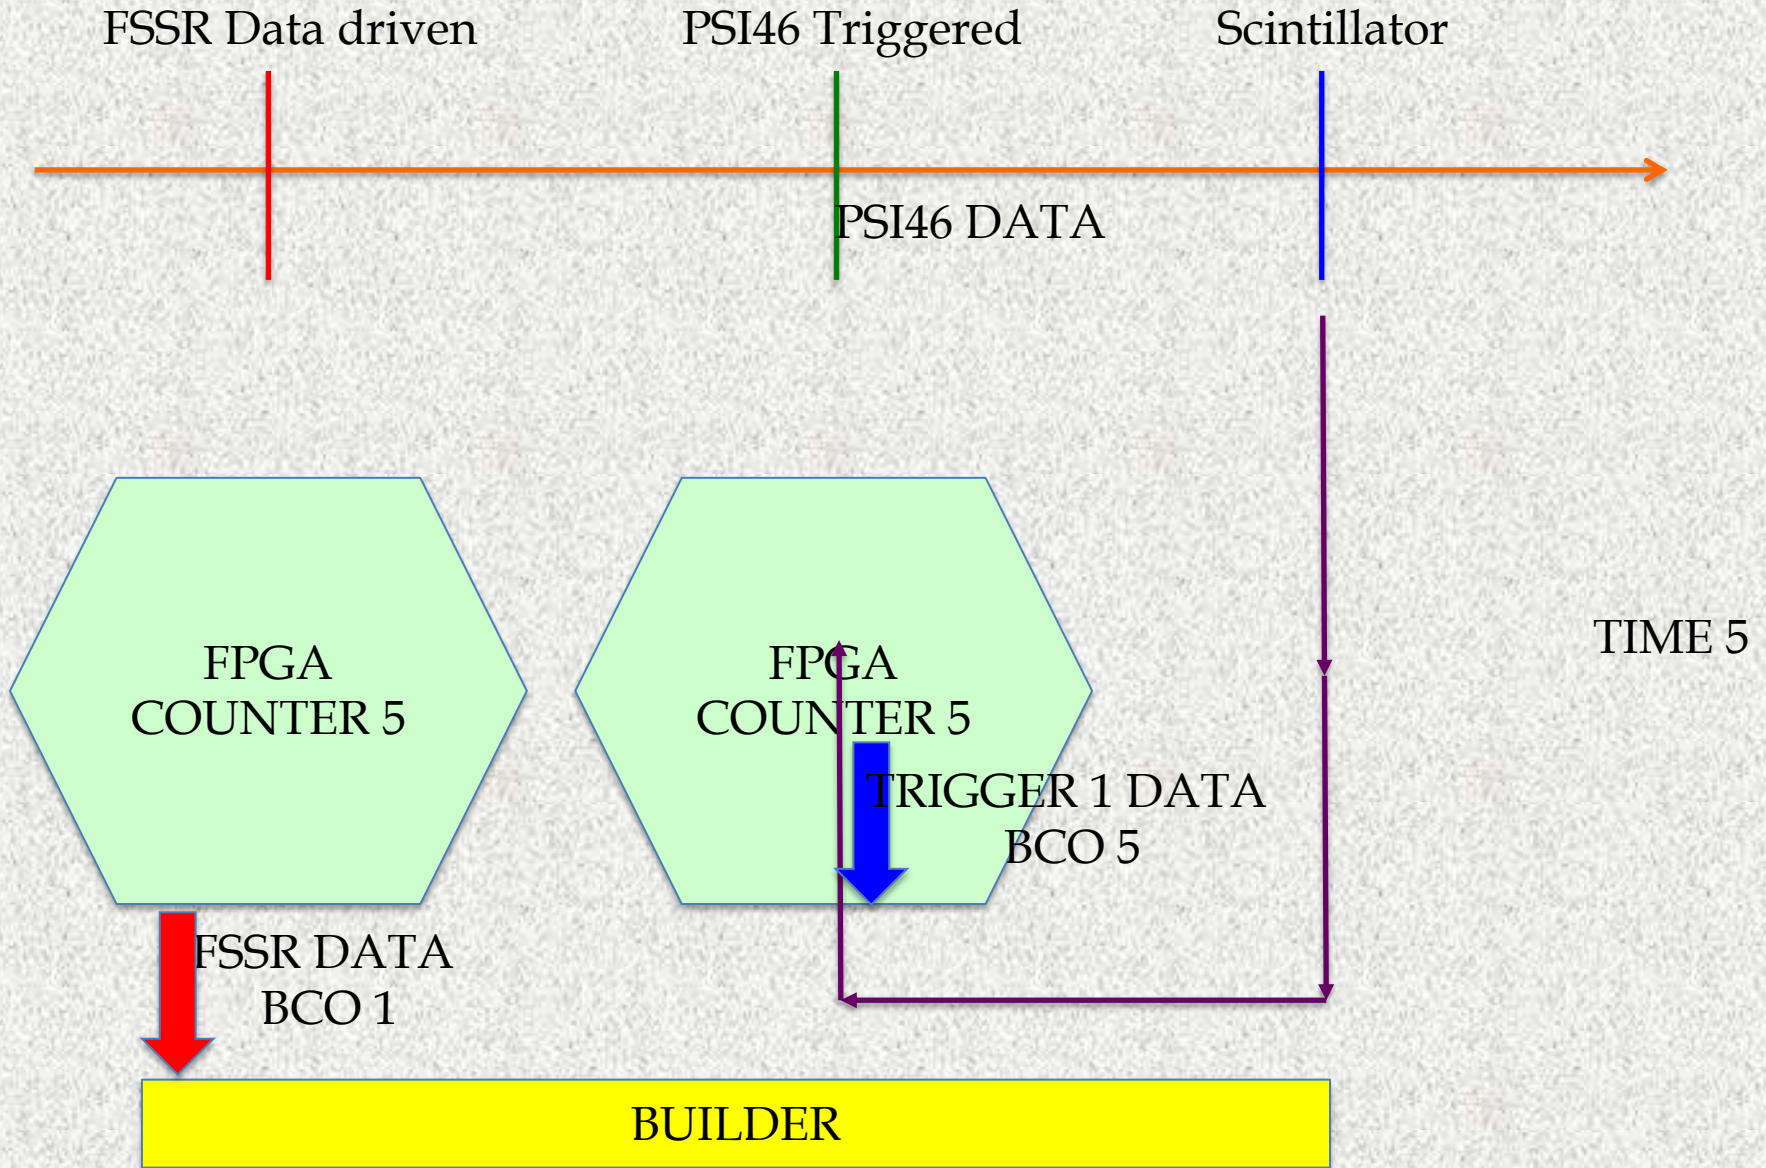 FSSR Data driven
PSI46 Triggered
Scintillator
PSI46 DATA
TIME 5
FPGA
COUNTER 5
FPGA
COUNTER 5
TRIGGER 1 DATA
BCO 5
FSSR DATA
BCO 1
BUILDER